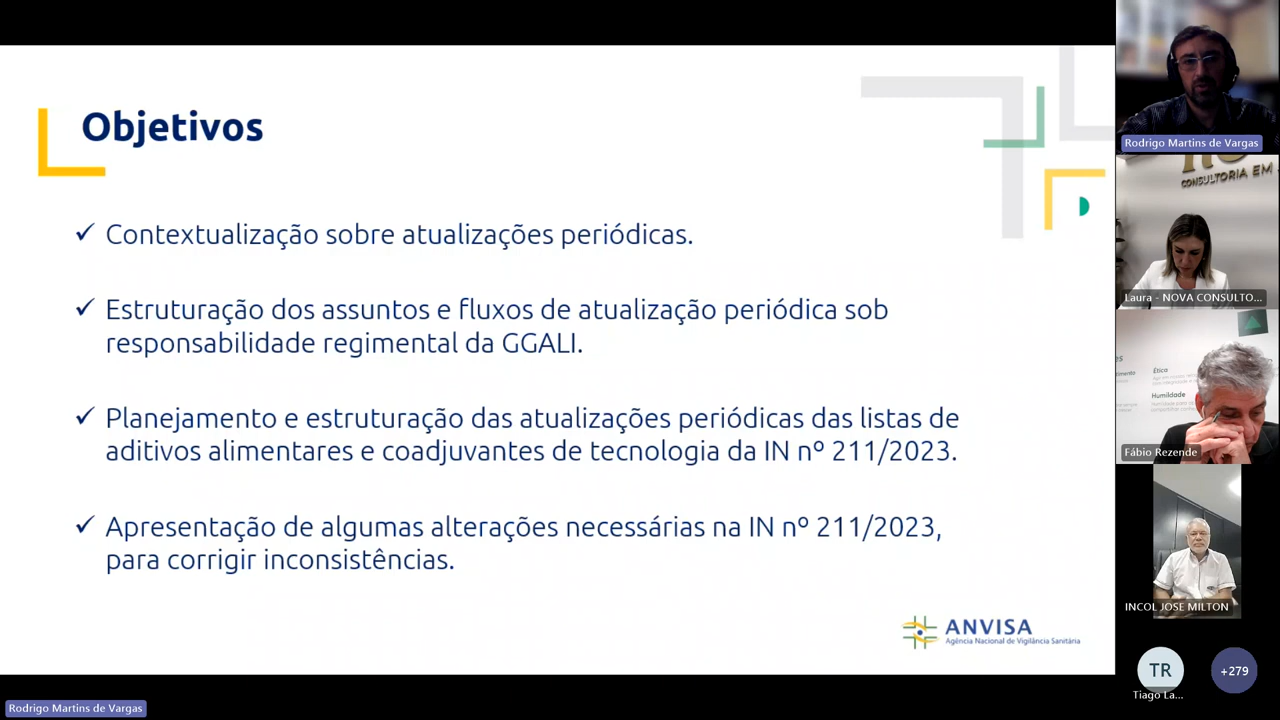 Objetivos
✓ Contextualização sobre atualizações periódicas.
✓ Estruturação dos assuntos e fluxos de atualização periódica sob
responsabilidade regimental da GGALI.
✓ Planejamento e estruturação das atualizações periódicas das listas de
aditivos alimentares e coadjuvantes de tecnologia da IN nº 211/2023.
✓ Apresentação de algumas alterações necessárias na IN nº 211/2023,
para corrigir inconsistências.
ANVISA
Agência Nacional de Vigilância Sanitária
Rodrigo Martins de Vargas
Rodrigo Martins de Vargas
CONSULTORIA EM
Laura - NOVA CONSULTO...
Ética
Humildade
Fábio Rezende
INCOL JOSE MILTON
TR
Tiago La...
+279